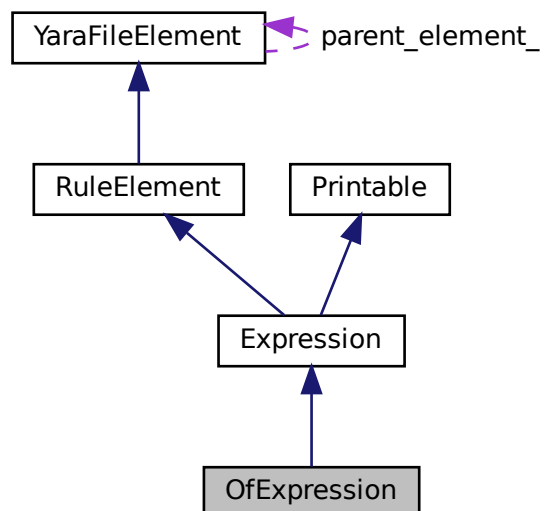 YaraFileElement
parent_element_
RuleElement
Printable
Expression
OfExpression